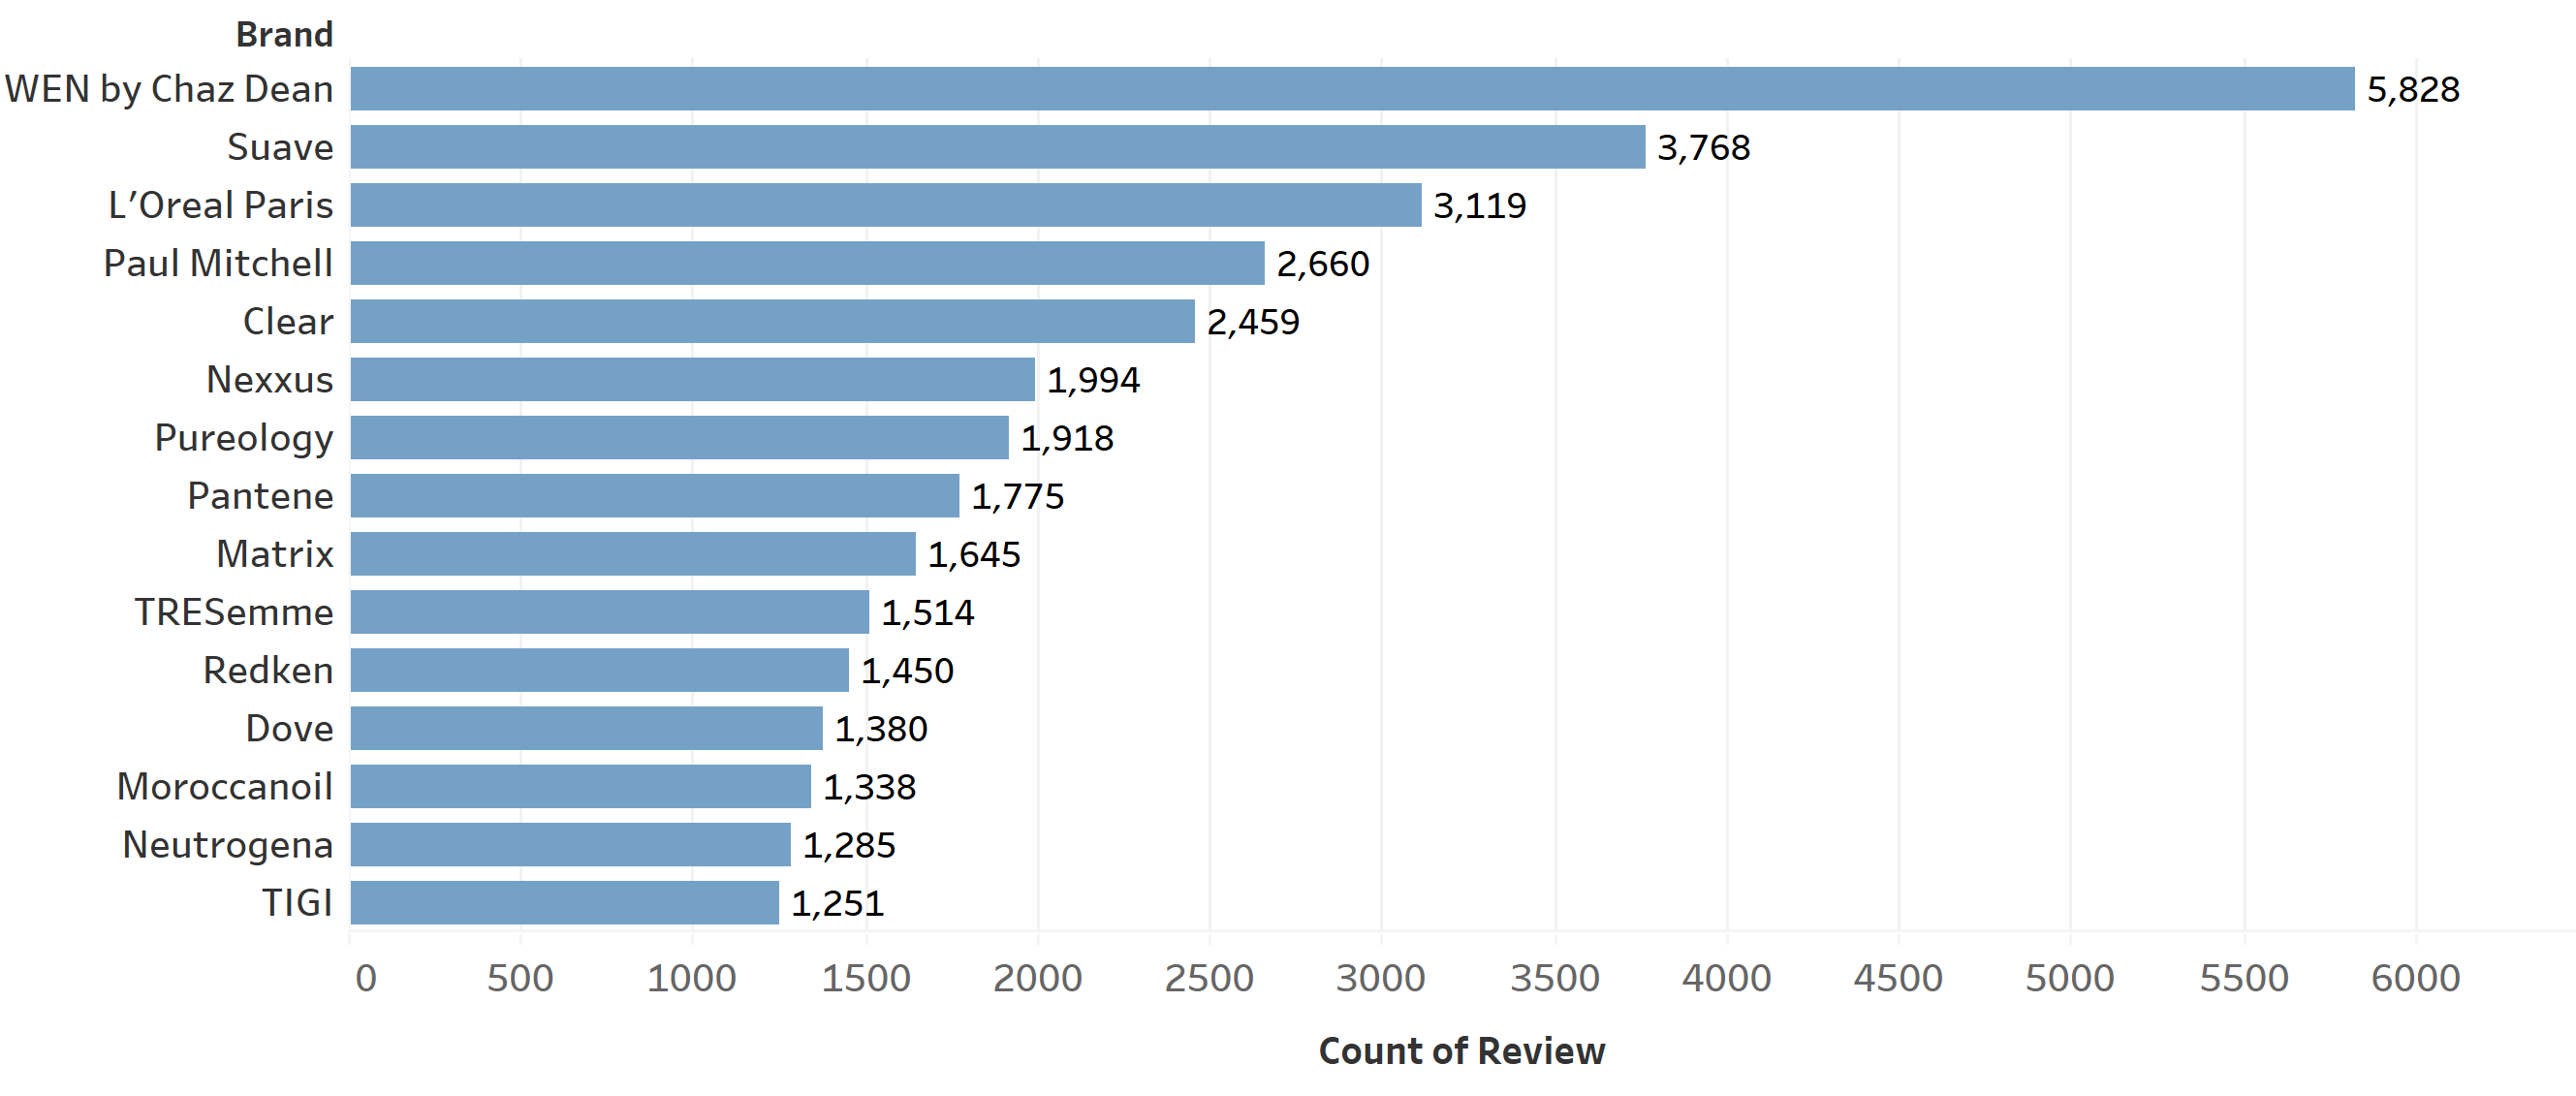 Brand
WEN by Chaz Dean 5,828
Suave 3,768
L’Oreal Paris 3,119
Paul Mitchell 2,660
Clear 2,459
Nexxus 1,994
Pureology 1,918
Pantene 1,775
Matrix 1,645
TRESemme 1,514
Redken 1,450
Dove 1,380
Moroccanoil 1,338
Neutrogena 1,285
TIGI 1,251
0 500 1000 1500 2000 2500 3000 3500 4000 4500 5000 5500 6000
Count of Review